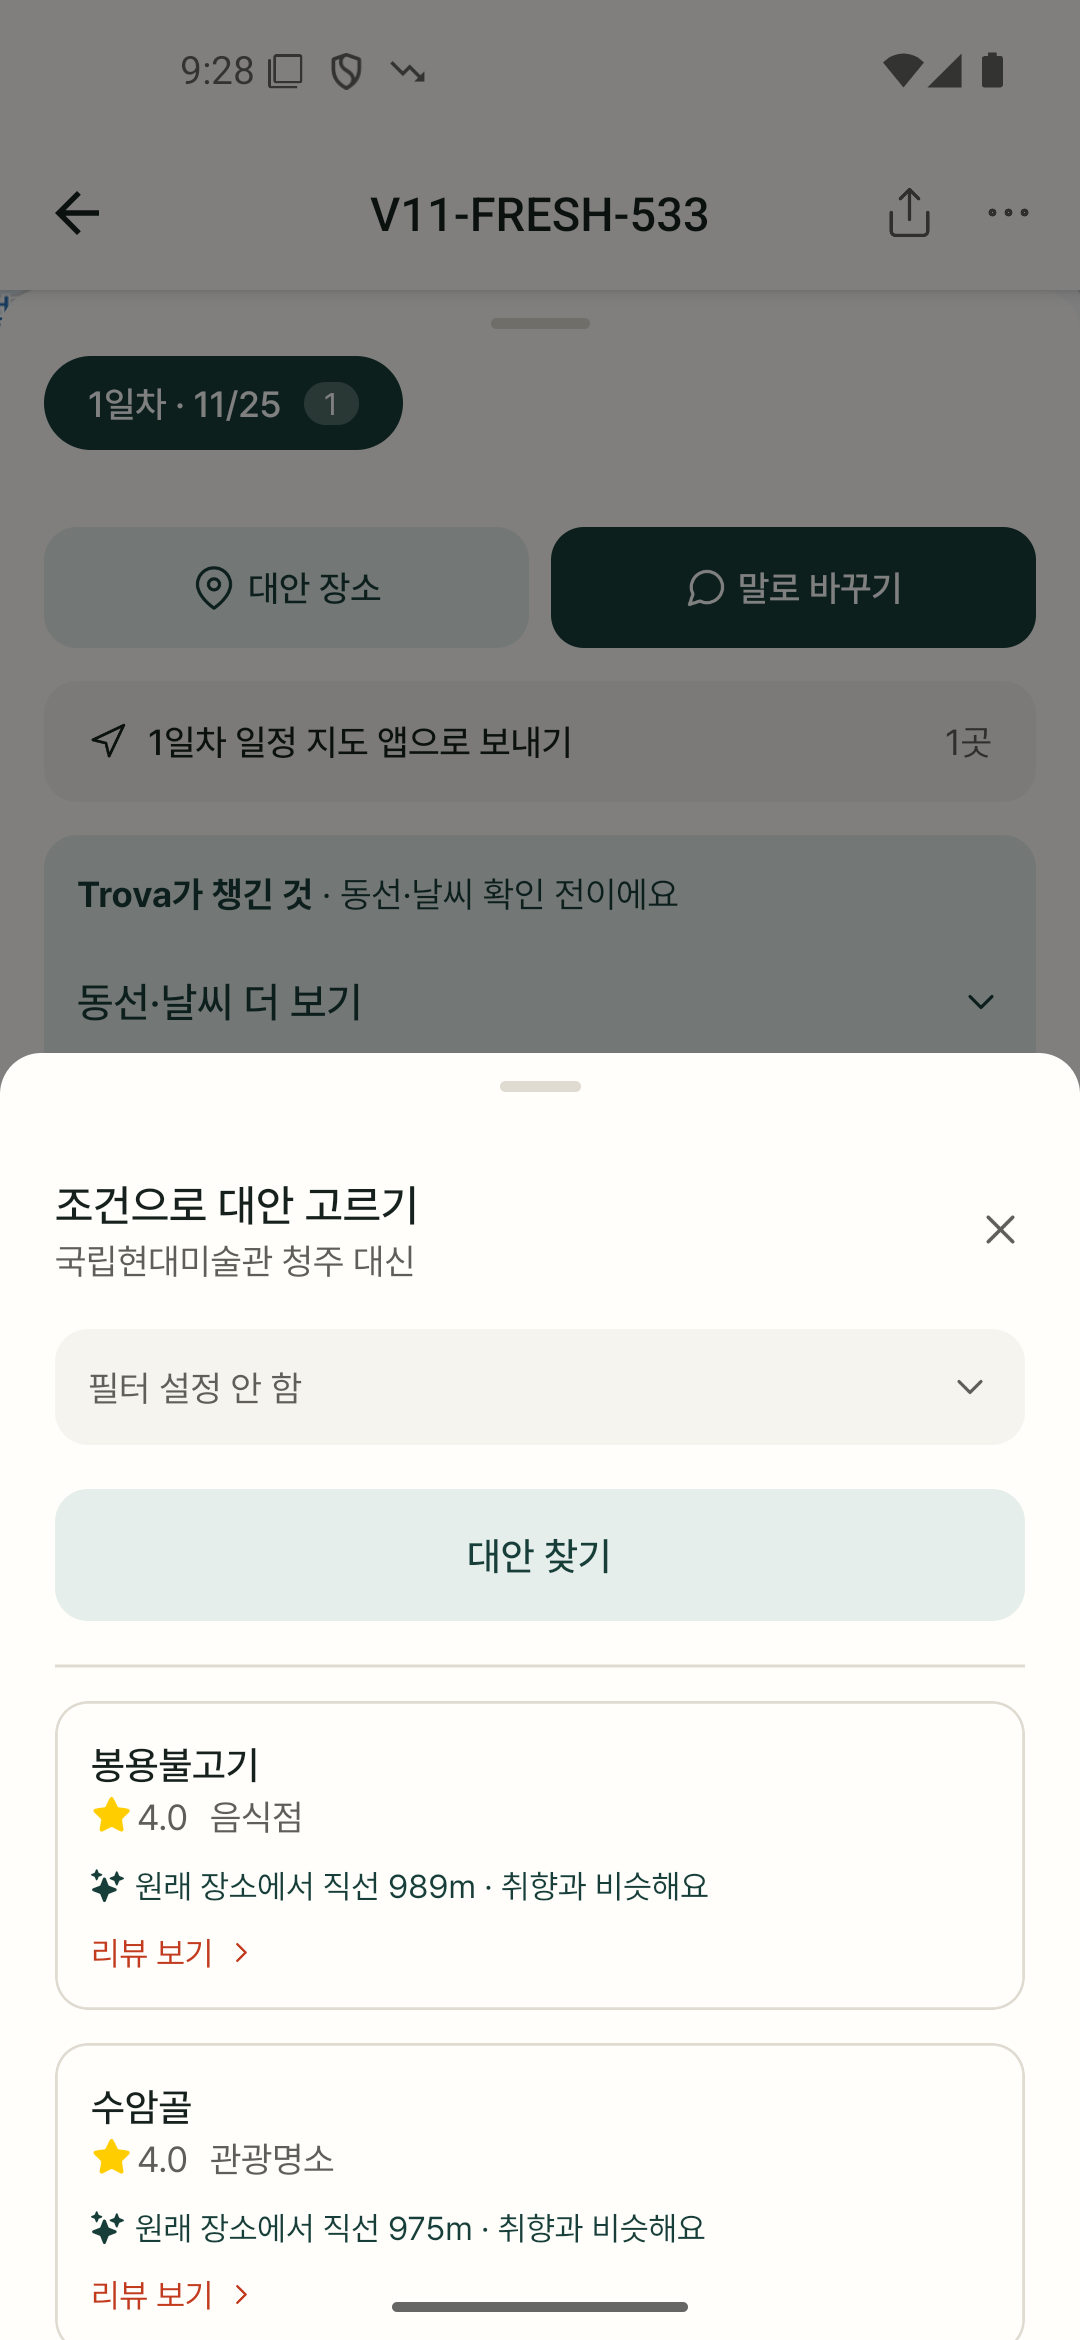 9:28
V11-FRESH-533
1일차 · 11/25 1
대안 장소
말로 바꾸기
1일차 일정 지도 앱으로 보내기 1곳
Trova가 챙긴 것 · 동선·날씨 확인 전이에요
동선·날씨 더 보기
조건으로 대안 고르기
국립현대미술관 청주 대신
필터 설정 안 함
대안 찾기
봉용불고기
4.0 음식점
원래 장소에서 직선 989m · 취향과 비슷해요
리뷰 보기
수암골
4.0 관광명소
원래 장소에서 직선 975m · 취향과 비슷해요
리뷰 보기